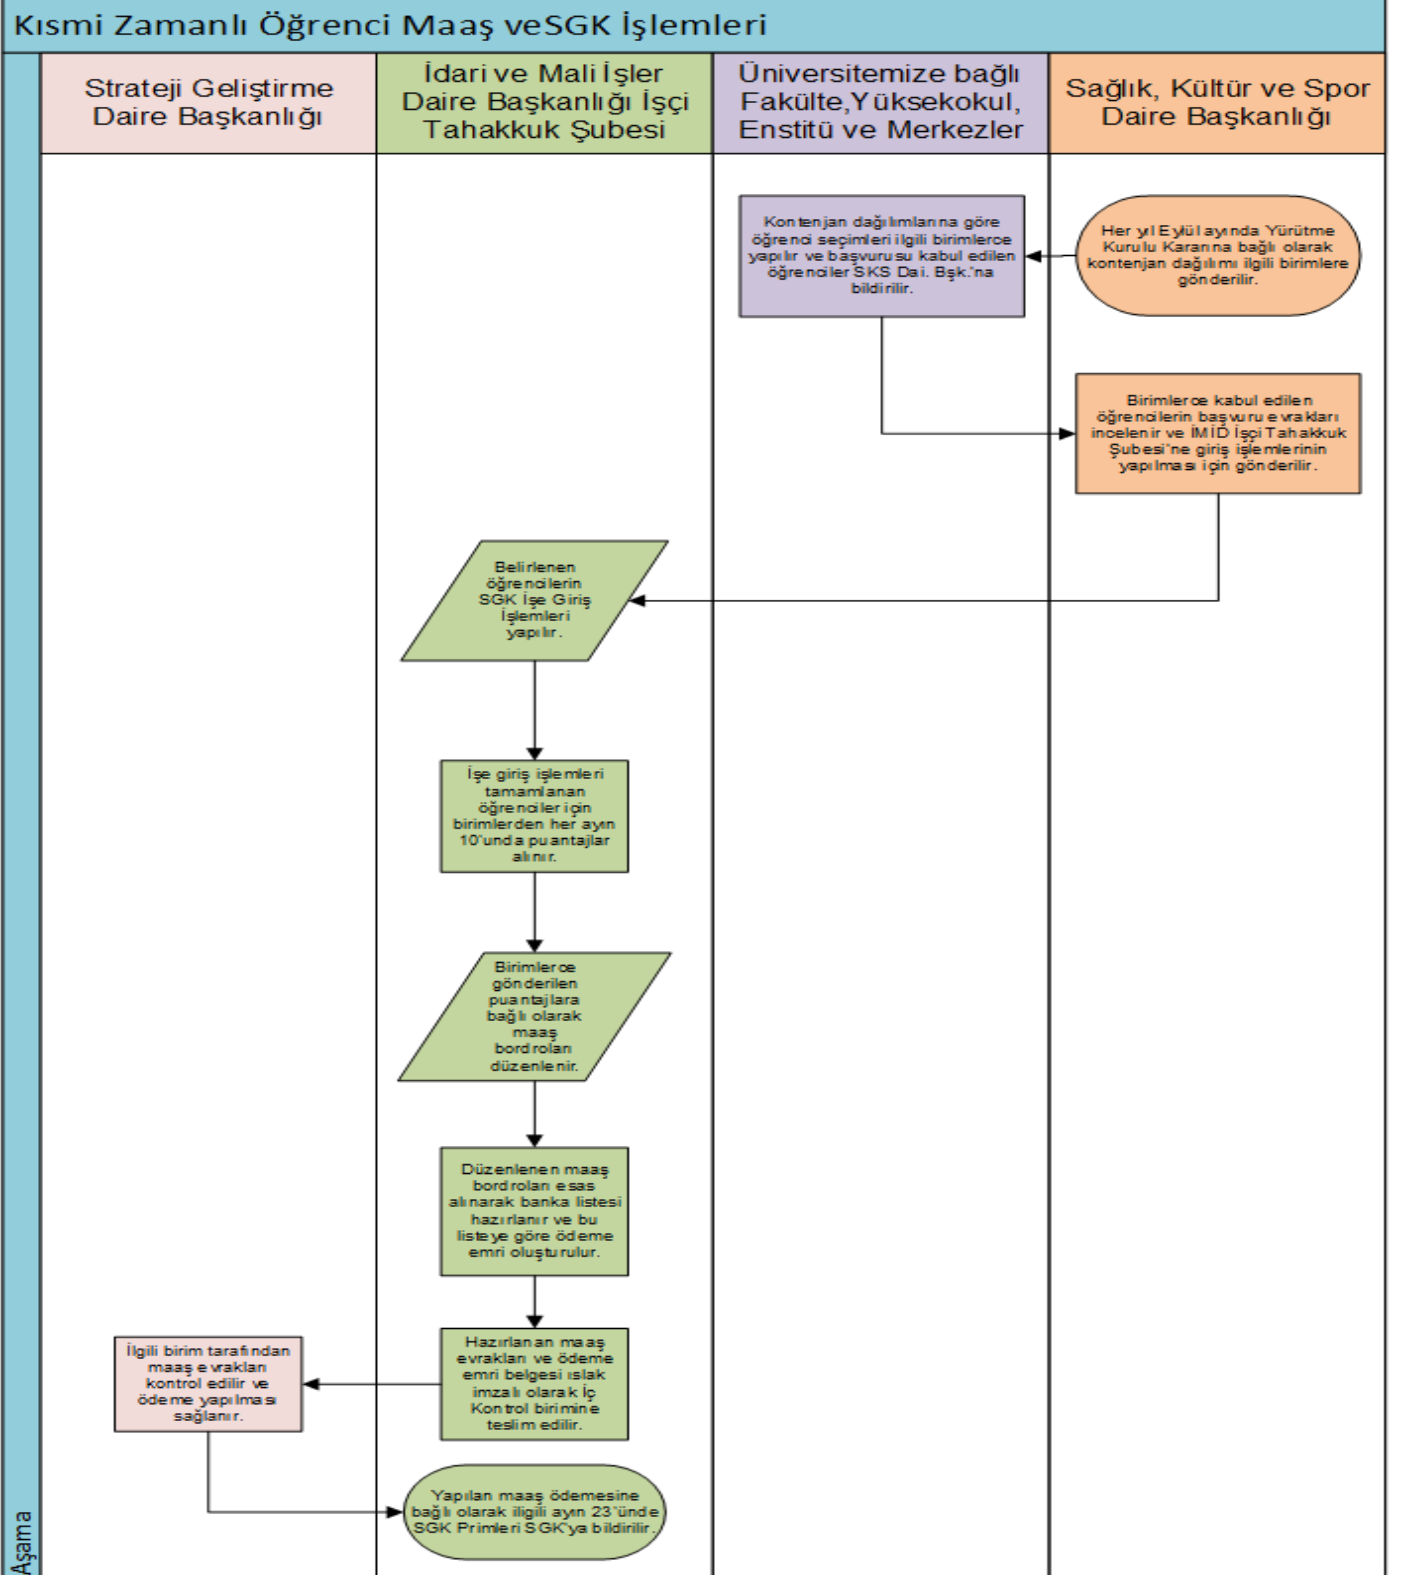 Kısmi Zamanlı Öğrenci Maaş veSGK İşlemleri
Strateji Geliştirme
Daire Başkanlığı
İdari ve Mali İşler
Daire Başkanlığı İşçi
Tahakkuk Şubesi
Üniversitemize bağlı
Fakülte,Yüksekokul,
Enstitü ve Merkezler
Sağlık, Kültür ve Spor
Daire Başkanlığı
Her yıl Eylül ayında Yürütme
Kurulu Kararına bağlı olarak
kontenjan dağılımı ilgili birimlere
gönderilir.
Kontenjan dağılımlarına göre
öğrenci seçimleri ilgili birimlerce
yapılır ve başvurusu kabul edilen
öğrenciler SKS Dai. Bşk.'na
bildirilir.
Birimlerce kabul edilen
öğrencilerin başvuru evrakları
incelenir ve İMİD İşçi Tahakkuk
Şubesi'ne giriş işlemlerinin
yapılması için gönderilir.
Belirlenen
öğrencilerin
SGK İşe Giriş
İşlemleri
yapılır.
İşe giriş işlemleri
tamamlanan
öğrenciler için
birimlerden her ayın
10'unda puantajlar
alınır.
Birimlerce
gönderilen
puantajlara
bağlı olarak
maaş
bordroları
düzenlenir.
Düzenlenen maaş
bordroları esas
alınarak banka listesi
hazırlanır ve bu
listeye göre ödeme
emri oluşturulur.
Hazırlanan maaş
evrakları ve ödeme
emri belgesi ıslak
imzalı olarak İç
Kontrol birimine
teslim edilir.
İlgili birim tarafından
maaş evrakları
kontrol edilir ve
ödeme yapılması
sağlanır.
Yapılan maaş ödemesine
bağlı olarak iligili ayın 23'ünde
SGK Primleri SGK'ya bildirilir.
Aşama